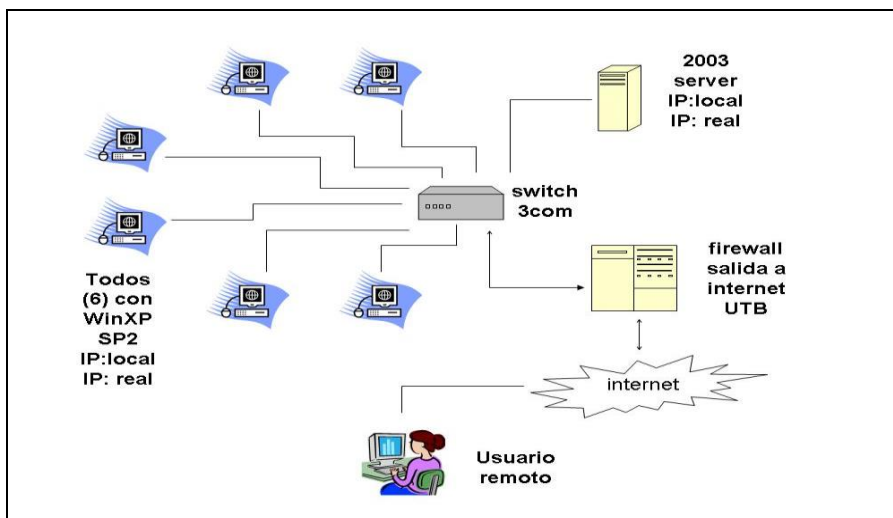 2003
server
IP:local
IP: real
switch
3com
firewall
salida a
internet
UTB
Todos
(6) con
WinXP
SP2
IP:local
IP: real
internet
Usuario
remoto